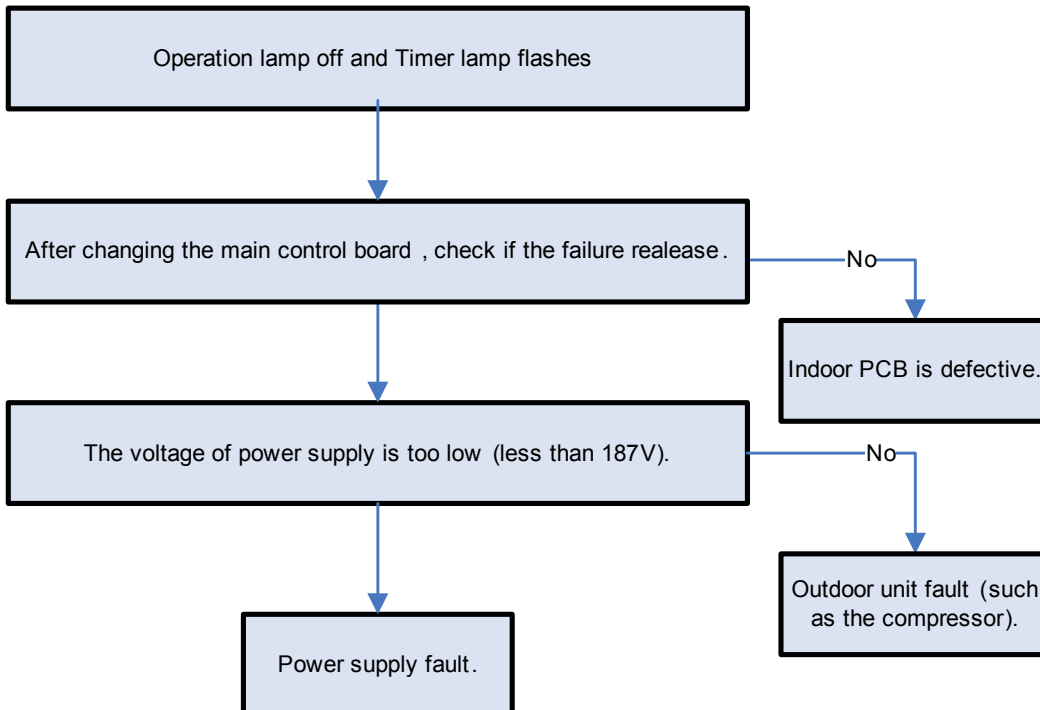 Operation lamp off and Timer lamp flashes
After changing the main control board , check if the failure realease .
No
Indoor PCB is defective.
The voltage of power supply is too low (less than 187V).
No
Outdoor unit fault (such
as the compressor).
Power supply fault.